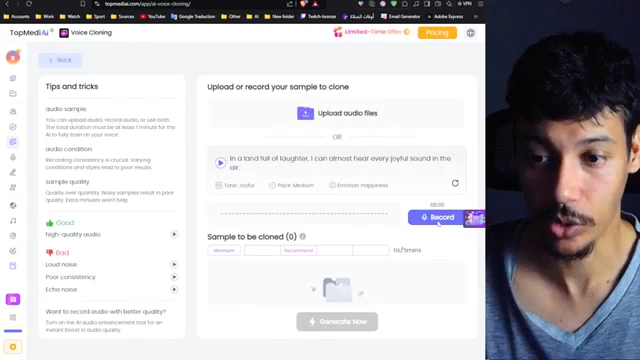 topmediai.com/app/ai-voice-cloning/
VPN
Accounts
Work
Watch
Sport
Content
YouTube
Google Traduction
Other
New folder
Twitch-bronze
أوقات الصلاة
Email Generator
Adobe Express
TopMediAi
Voice Cloning
Limited-Time Offer
Pricing
Back
Tips and tricks
audio sample
You can upload audio, record audio, or use both.
The total duration must be at least 1 minute for the
AI to fully train on your voice.
audio condition
Recording consistency is crucial. Varying
conditions and styles lead to poor results.
sample quality
Quality over quantity. Noisy samples result in poor
quality. Extra minutes won't help
Good
high-quality audio
Bad
Loud noise
Poor consistency
Echo noise
Want to record audio with better quality?
Turn on the AI audio enhancement tool for an
instant boost in audio quality.
Upload or record your sample to clone
Upload audio files
OR
In a land full of laughter, I can almost hear every joyful sound in the
air.
Tone: Joyful
Pace: Medium
Emotion: Happiness
00:00
Record
Sample to be cloned (0)
Minimum
Recommend
0s/5mins
Generate Now